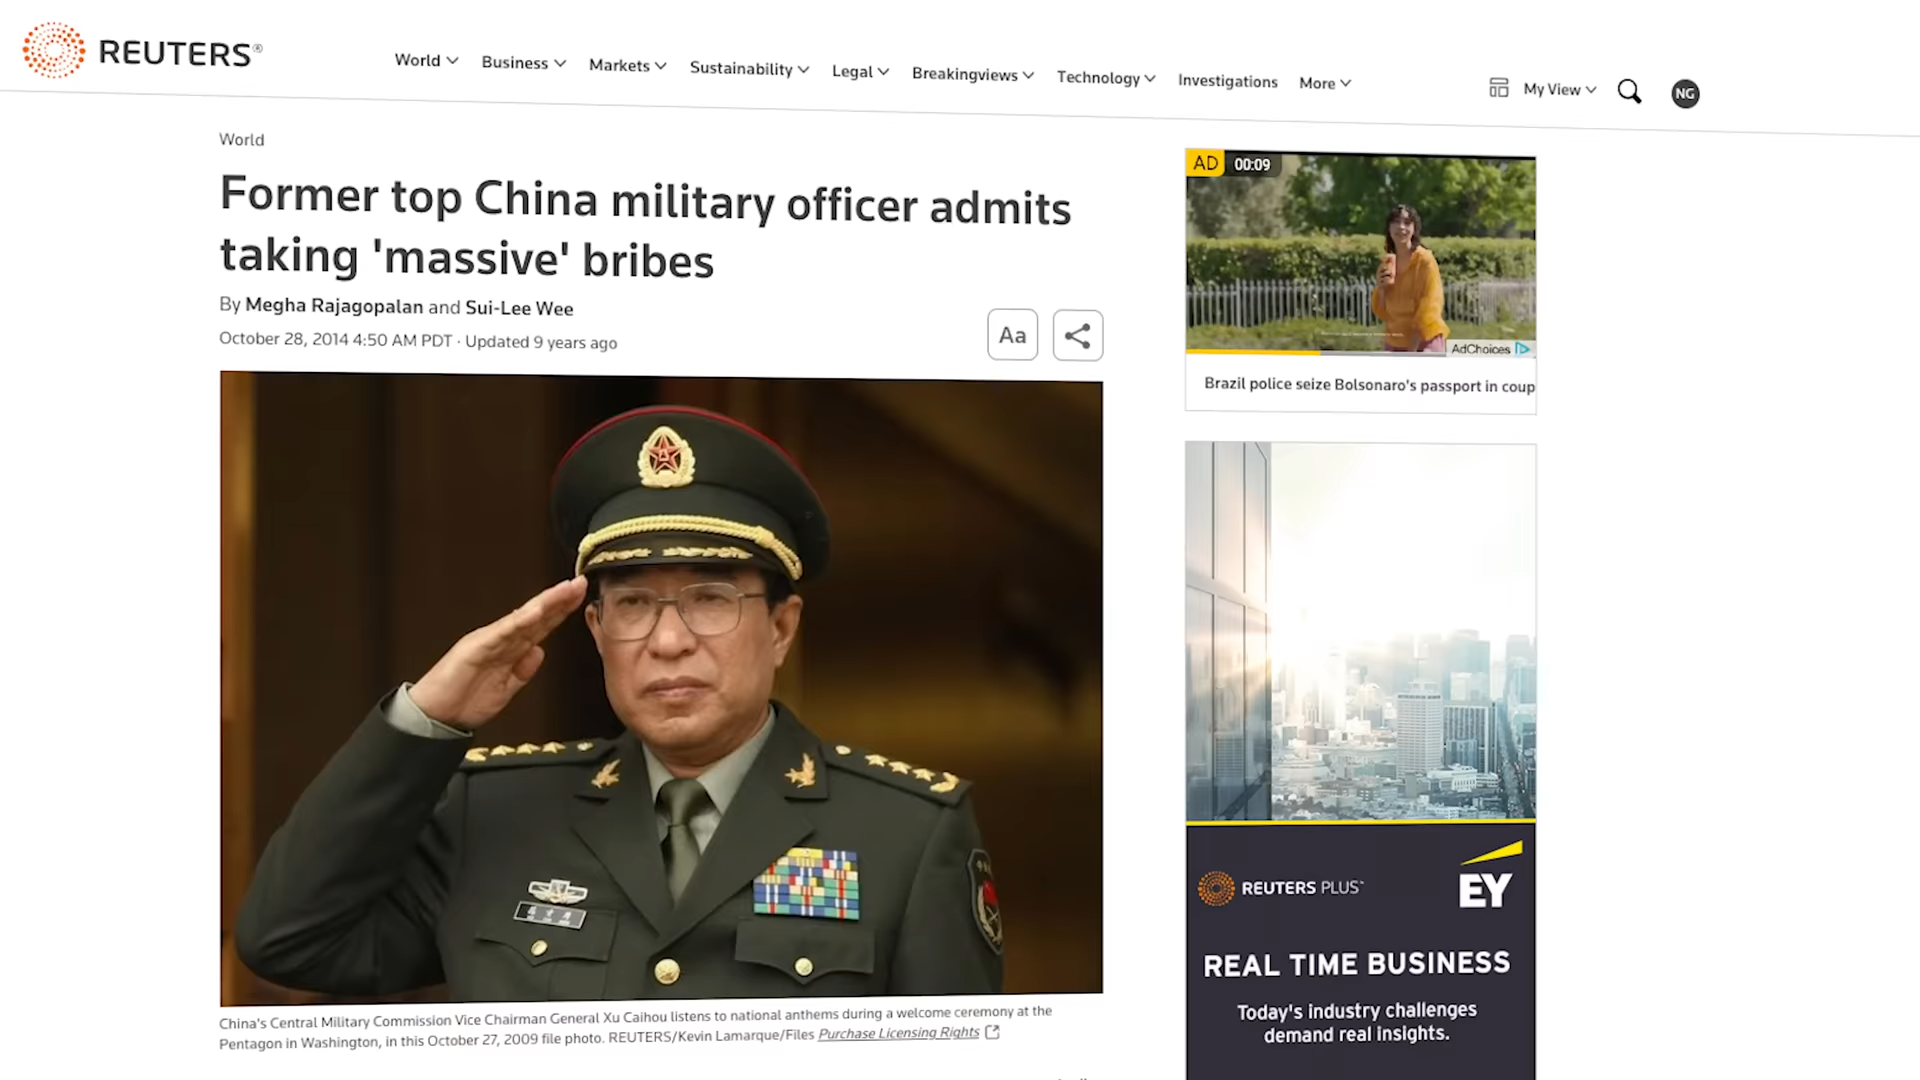 REUTERS®
World
Business
Markets
Sustainability
Legal
Breakingviews
Technology
Investigations
More
My View
NG
World
Former top China military officer admits
taking 'massive' bribes
By Megha Rajagopalan and Sui-Lee Wee
October 28, 2014 4:50 AM PDT · Updated 9 years ago
Aa
China's Central Military Commission Vice Chairman General Xu Caihou listens to national anthems during a welcome ceremony at the
Pentagon in Washington, in this October 27, 2009 file photo. REUTERS/Kevin Lamarque/Files Purchase Licensing Rights
AD 00:09
AdChoices
Brazil police seize Bolsonaro's passport in coup
REUTERS PLUS™
EY
REAL TIME BUSINESS
Today's industry challenges
demand real insights.